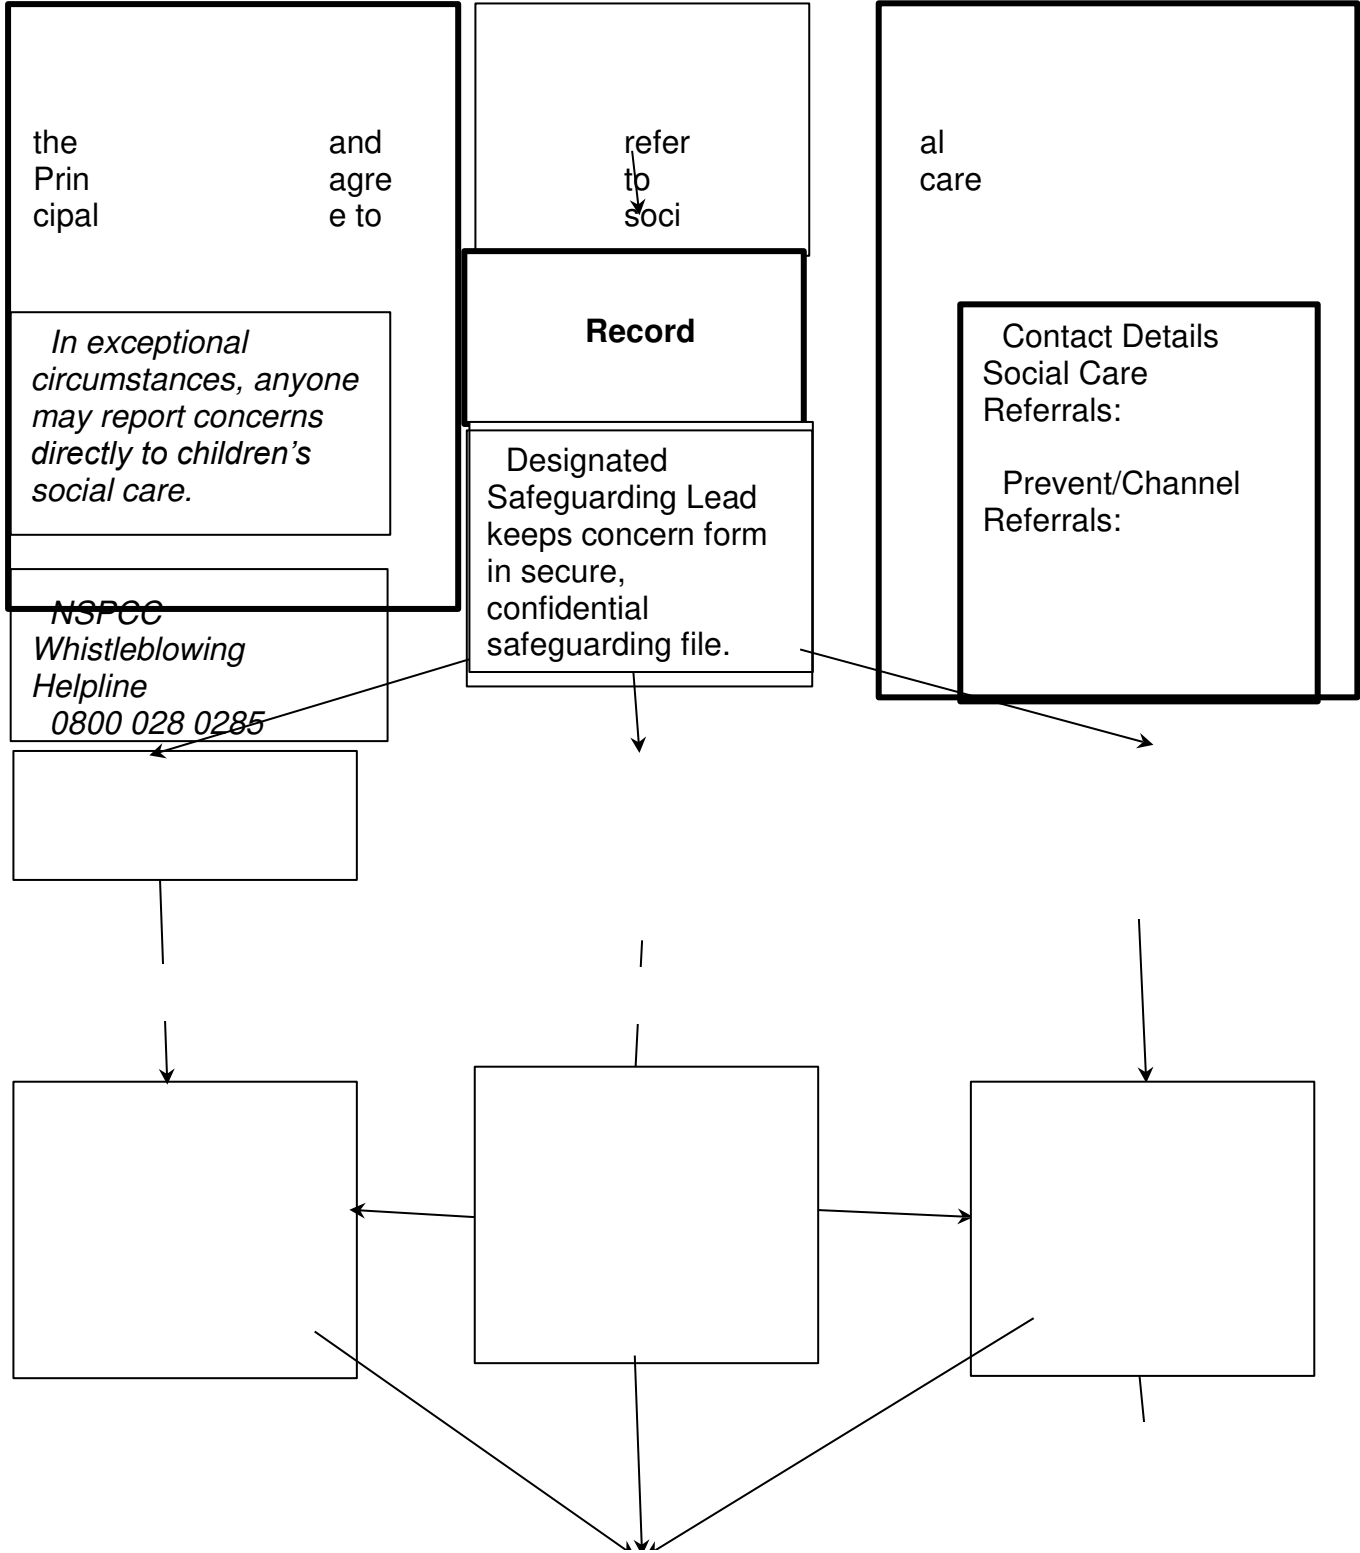 the
Prin
cipal
and
agre
e to
refer
to
soci
al
care
In exceptional
circumstances, anyone
may report concerns
directly to children’s
social care.
NSPCC
Whistleblowing
Helpline
0800 028 0285
Record
Designated
Safeguarding Lead
keeps concern form
in secure,
confidential
safeguarding file.
Contact Details
Social Care
Referrals:
Prevent/Channel
Referrals: